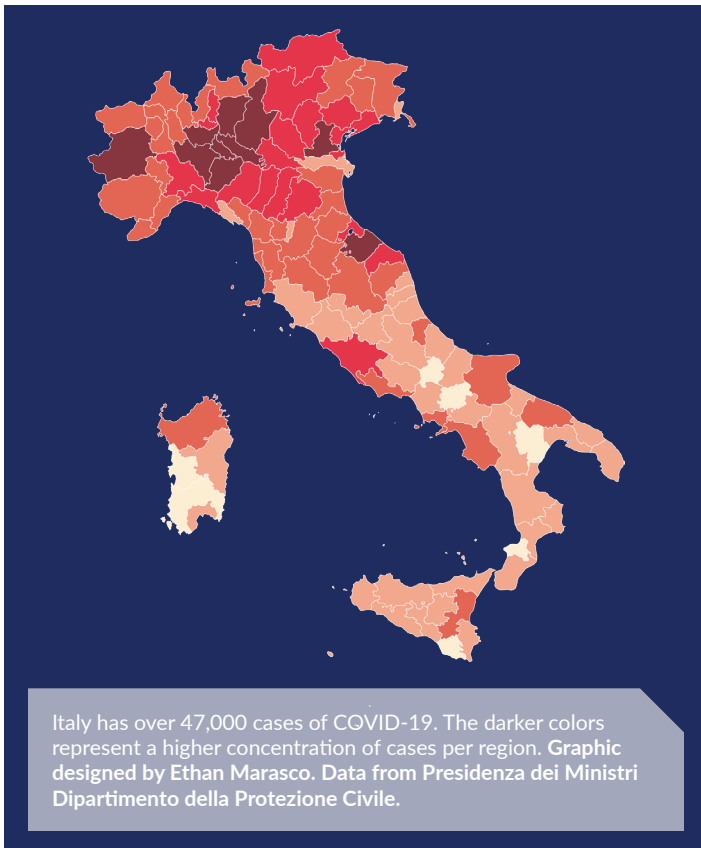 Italy has over 47,000 cases of COVID-19. The darker colors
represent a higher concentration of cases per region. Graphic
designed by Ethan Marasco. Data from Presidenza dei Ministri
Dipartimento della Protezione Civile.